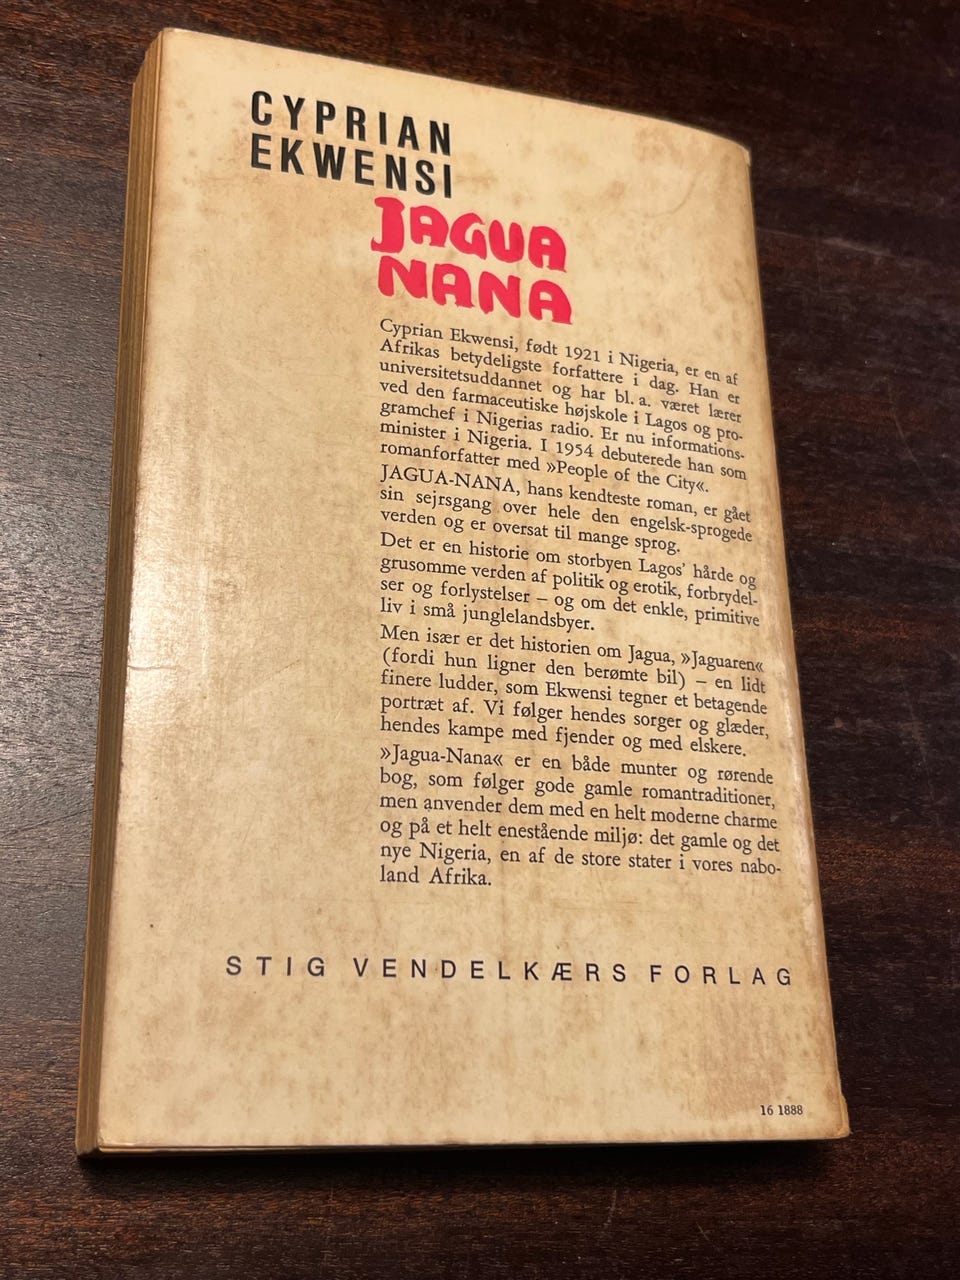 CYPRIAN
EKWENSI
JAGUA
NANA
Cyprian Ekwensi, født 1921 i Nigeria, er en af
Afrikas betydeligste forfattere i dag. Han er
universitetsuddannet og har bl. a. været lærer
ved den farmaceutiske højskole i Lagos og pro-
gramchef i Nigerias radio. Er nu informations-
minister i Nigeria. I 1954 debuterede han som
romanforfatter med »People of the City«.
JAGUA-NANA, hans kendteste roman, er gået
sin sejrsgang over hele den engelsk-sprogede
verden og er oversat til mange sprog.
Det er en historie om storbyen Lagos' hårde og
grusomme verden af politik og erotik, forbrydel-
ser og forlystelser – og om det enkle, primitive
liv i små junglelandsbyer.
Men især er det historien om Jagua, »Jaguaren«
(fordi hun ligner den berømte bil) – en lidt
finere ludder, som Ekwensi tegner et betagende
portræt af. Vi følger hendes sorger og glæder,
hendes kampe med fjender og med elskere.
»Jagua-Nana« er en både munter og rørende
bog, som følger gode gamle romantraditioner,
men anvender dem med en helt moderne charme
og på et helt enestående miljø: det gamle og det
nye Nigeria, en af de store stater i vores nabo-
land Afrika.
STIG VENDELKÆRS FORLAG
16 1888